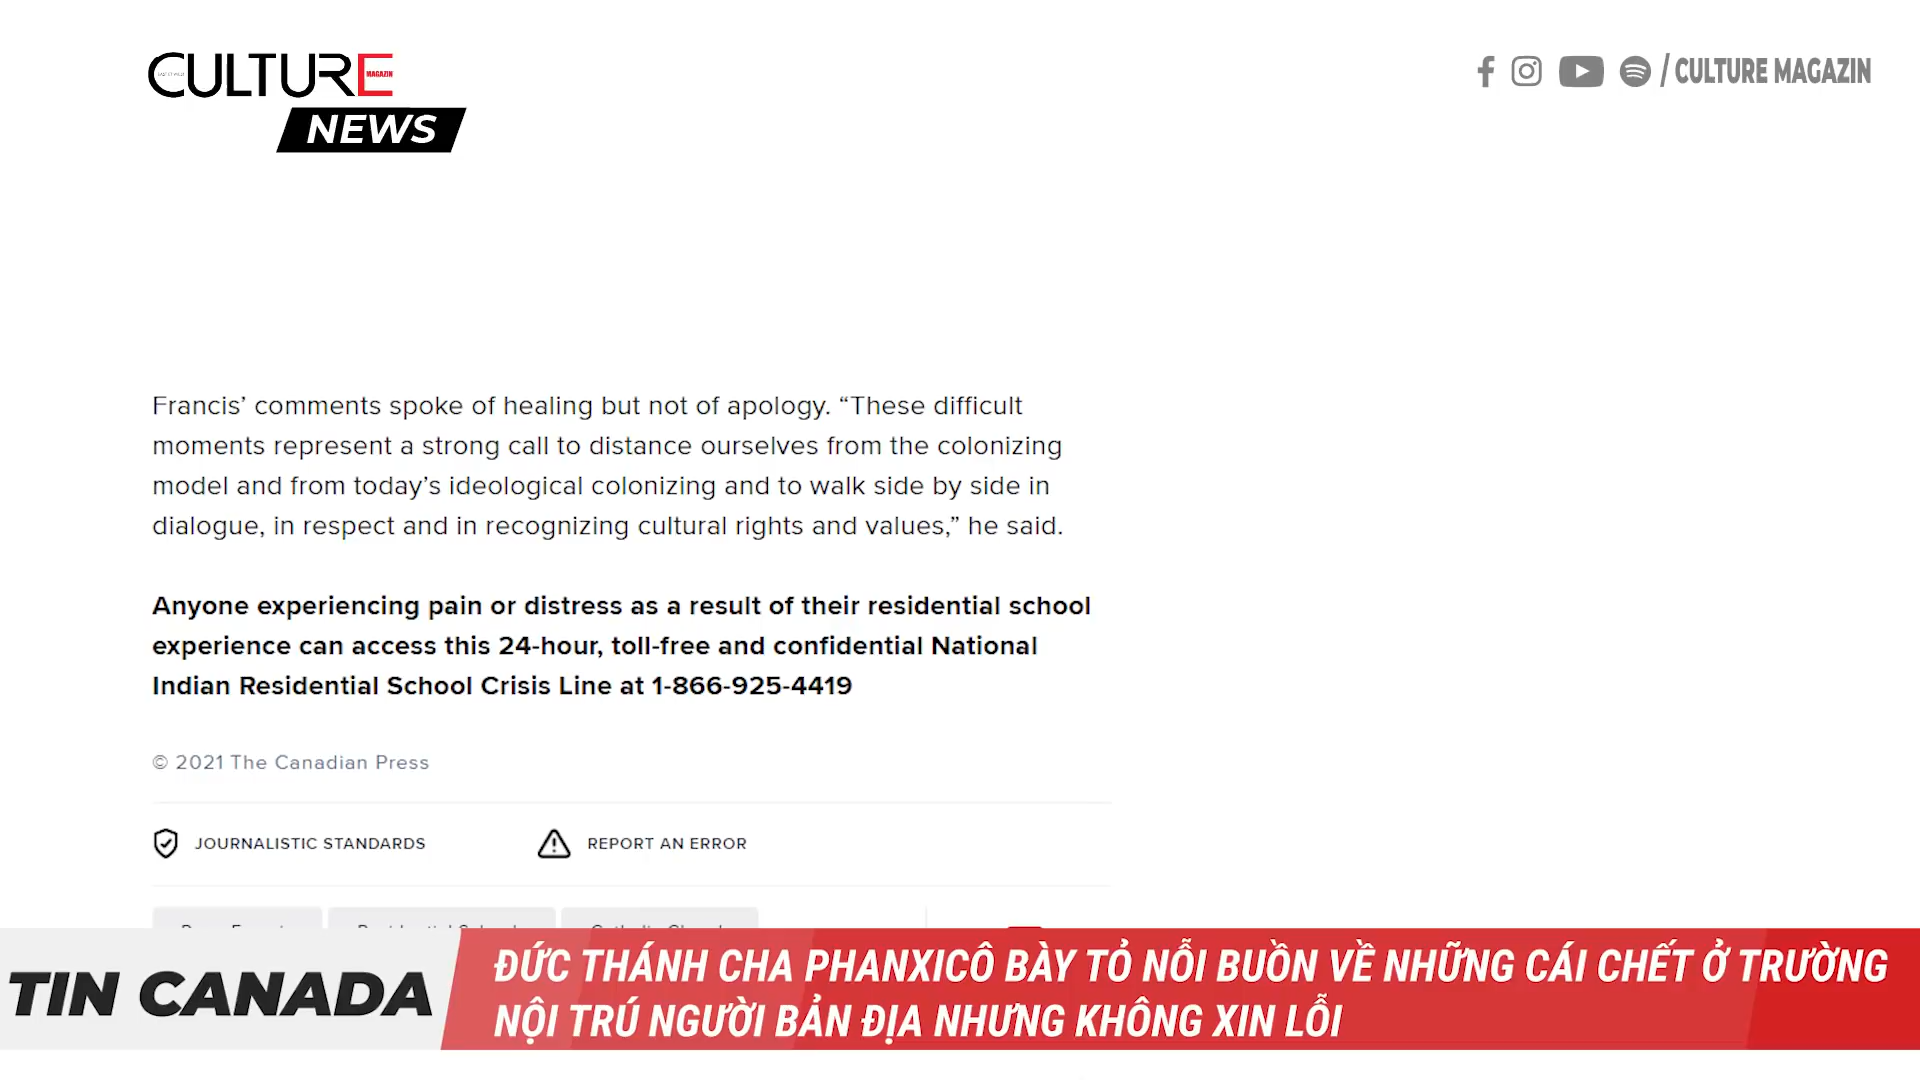 CULTURE
MAGAZIN
NEWS
/ CULTURE MAGAZIN
Francis’ comments spoke of healing but not of apology. “These difficult
moments represent a strong call to distance ourselves from the colonizing
model and from today’s ideological colonizing and to walk side by side in
dialogue, in respect and in recognizing cultural rights and values,” he said.
Anyone experiencing pain or distress as a result of their residential school
experience can access this 24-hour, toll-free and confidential National
Indian Residential School Crisis Line at 1-866-925-4419
© 2021 The Canadian Press
JOURNALISTIC STANDARDS
REPORT AN ERROR
TIN CANADA
ĐỨC THÁNH CHA PHANXICÔ BÀY TỎ NỖI BUỒN VỀ NHỮNG CÁI CHẾT Ở TRƯỜNG
NỘI TRÚ NGƯỜI BẢN ĐỊA NHƯNG KHÔNG XIN LỖI